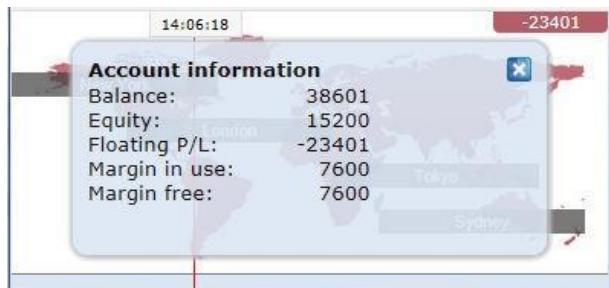 14:06:18
-23401
Account information
Balance: 38601
Equity: 15200
London
Floating P/L: -23401
Margin in use: 7600
Tokyo
Margin free: 7600
Sydney